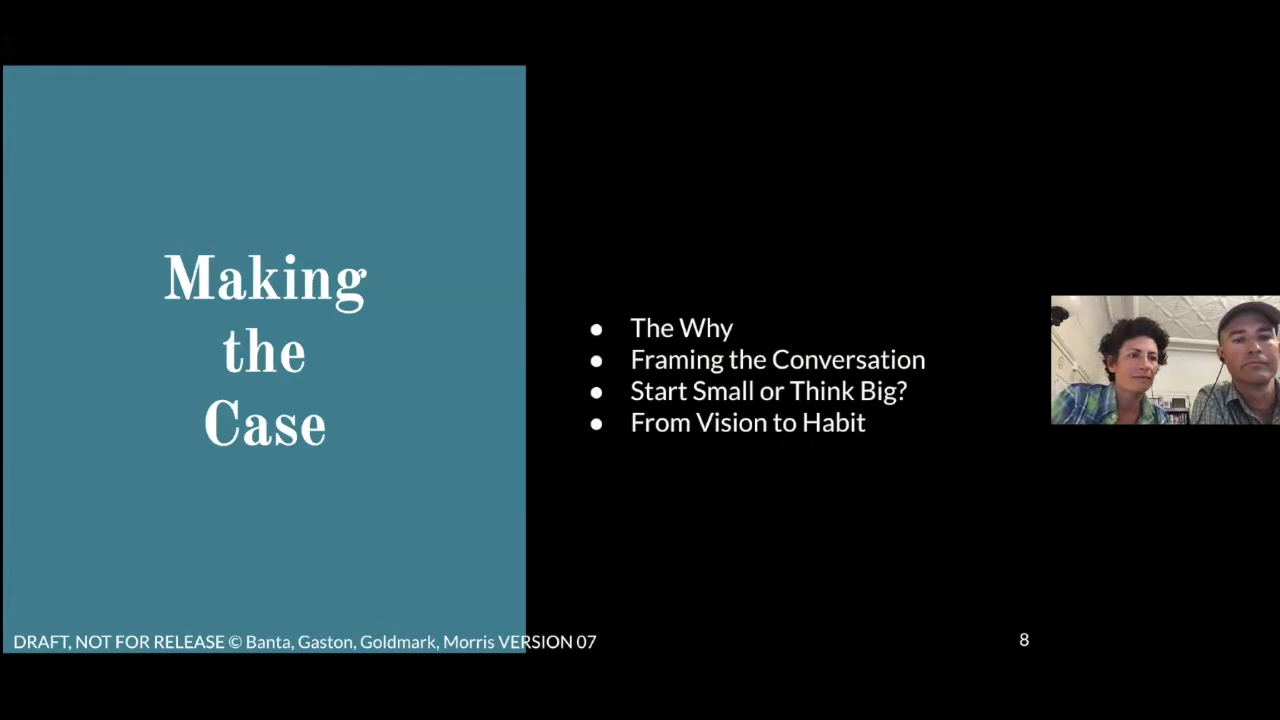 Making
the
Case
● The Why
● Framing the Conversation
● Start Small or Think Big?
● From Vision to Habit
DRAFT, NOT FOR RELEASE © Banta, Gaston, Goldmark, Morris VERSION 07
8